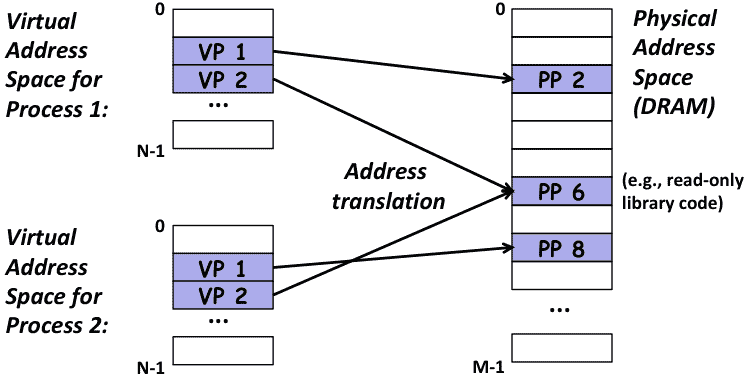 Virtual
Address
Space for
Process 1:
0
VP 1
VP 2
...
N-1
Address
translation
0
PP 2
PP 6
PP 8
...
M-1
Physical
Address
Space
(DRAM)
(e.g., read-only
library code)
Virtual
Address
Space for
Process 2:
0
VP 1
VP 2
...
N-1